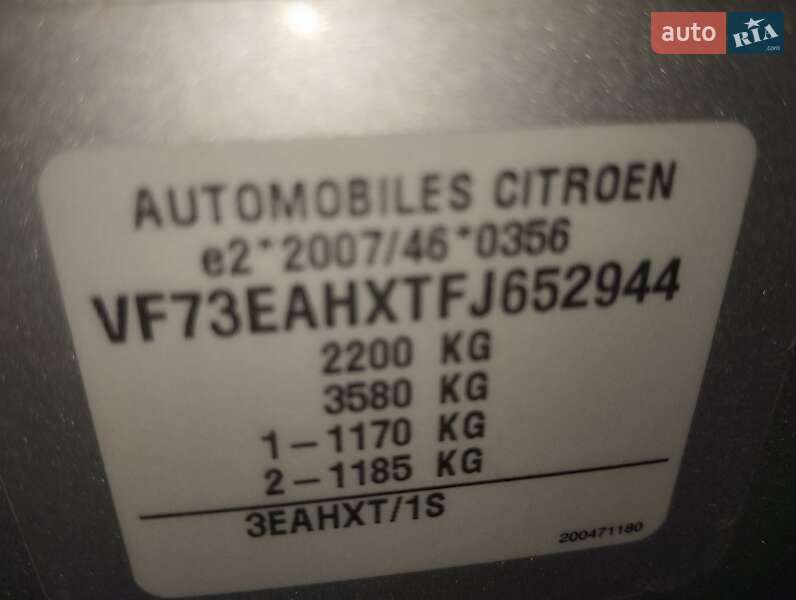 auto RIA.com
AUTOMOBILES CITROEN
e2*2007/46*0356
VF73EAHXTFJ652944
2200 KG
3580 KG
1-1170 KG
2-1185 KG
3EAHXT/1S
200471180